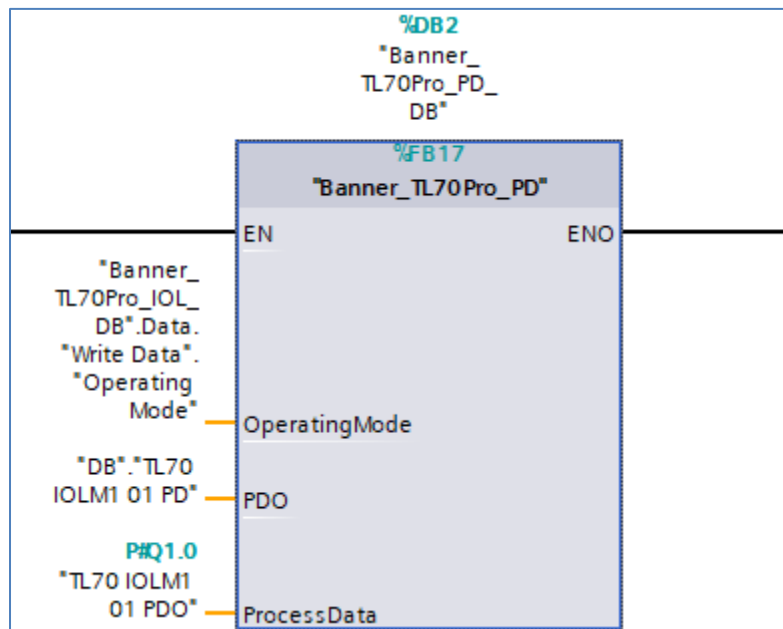 %DB2
"Banner_
TL70Pro_PD_
DB"
%FB17
"Banner_TL70Pro_PD"
EN
ENO
"Banner_
TL70Pro_IOL_
DB".Data.
"Write Data".
"Operating
Mode"
OperatingMode
"DB"."TL70
IOLM1 01 PD"
PDO
P#Q1.0
"TL70 IOLM1
01 PDO"
ProcessData